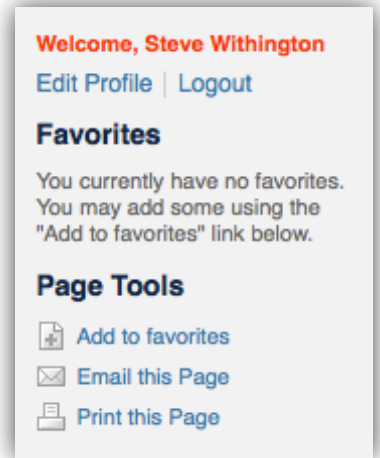 Welcome, Steve Withington
Edit Profile | Logout
Favorites
You currently have no favorites.
You may add some using the
"Add to favorites" link below.
Page Tools
Add to favorites
Email this Page
Print this Page